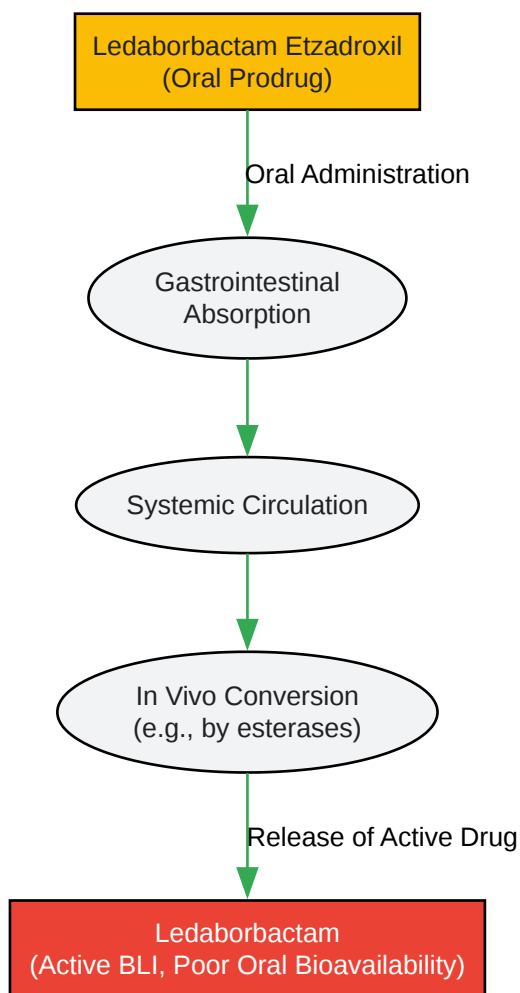 Ledaborbactam Etzadroxil
(Oral Prodrug)
Oral Administration
Gastrointestinal
Absorption
Systemic Circulation
In Vivo Conversion
(e.g., by esterases)
Release of Active Drug
Ledaborbactam
(Active BLI, Poor Oral Bioavailability)